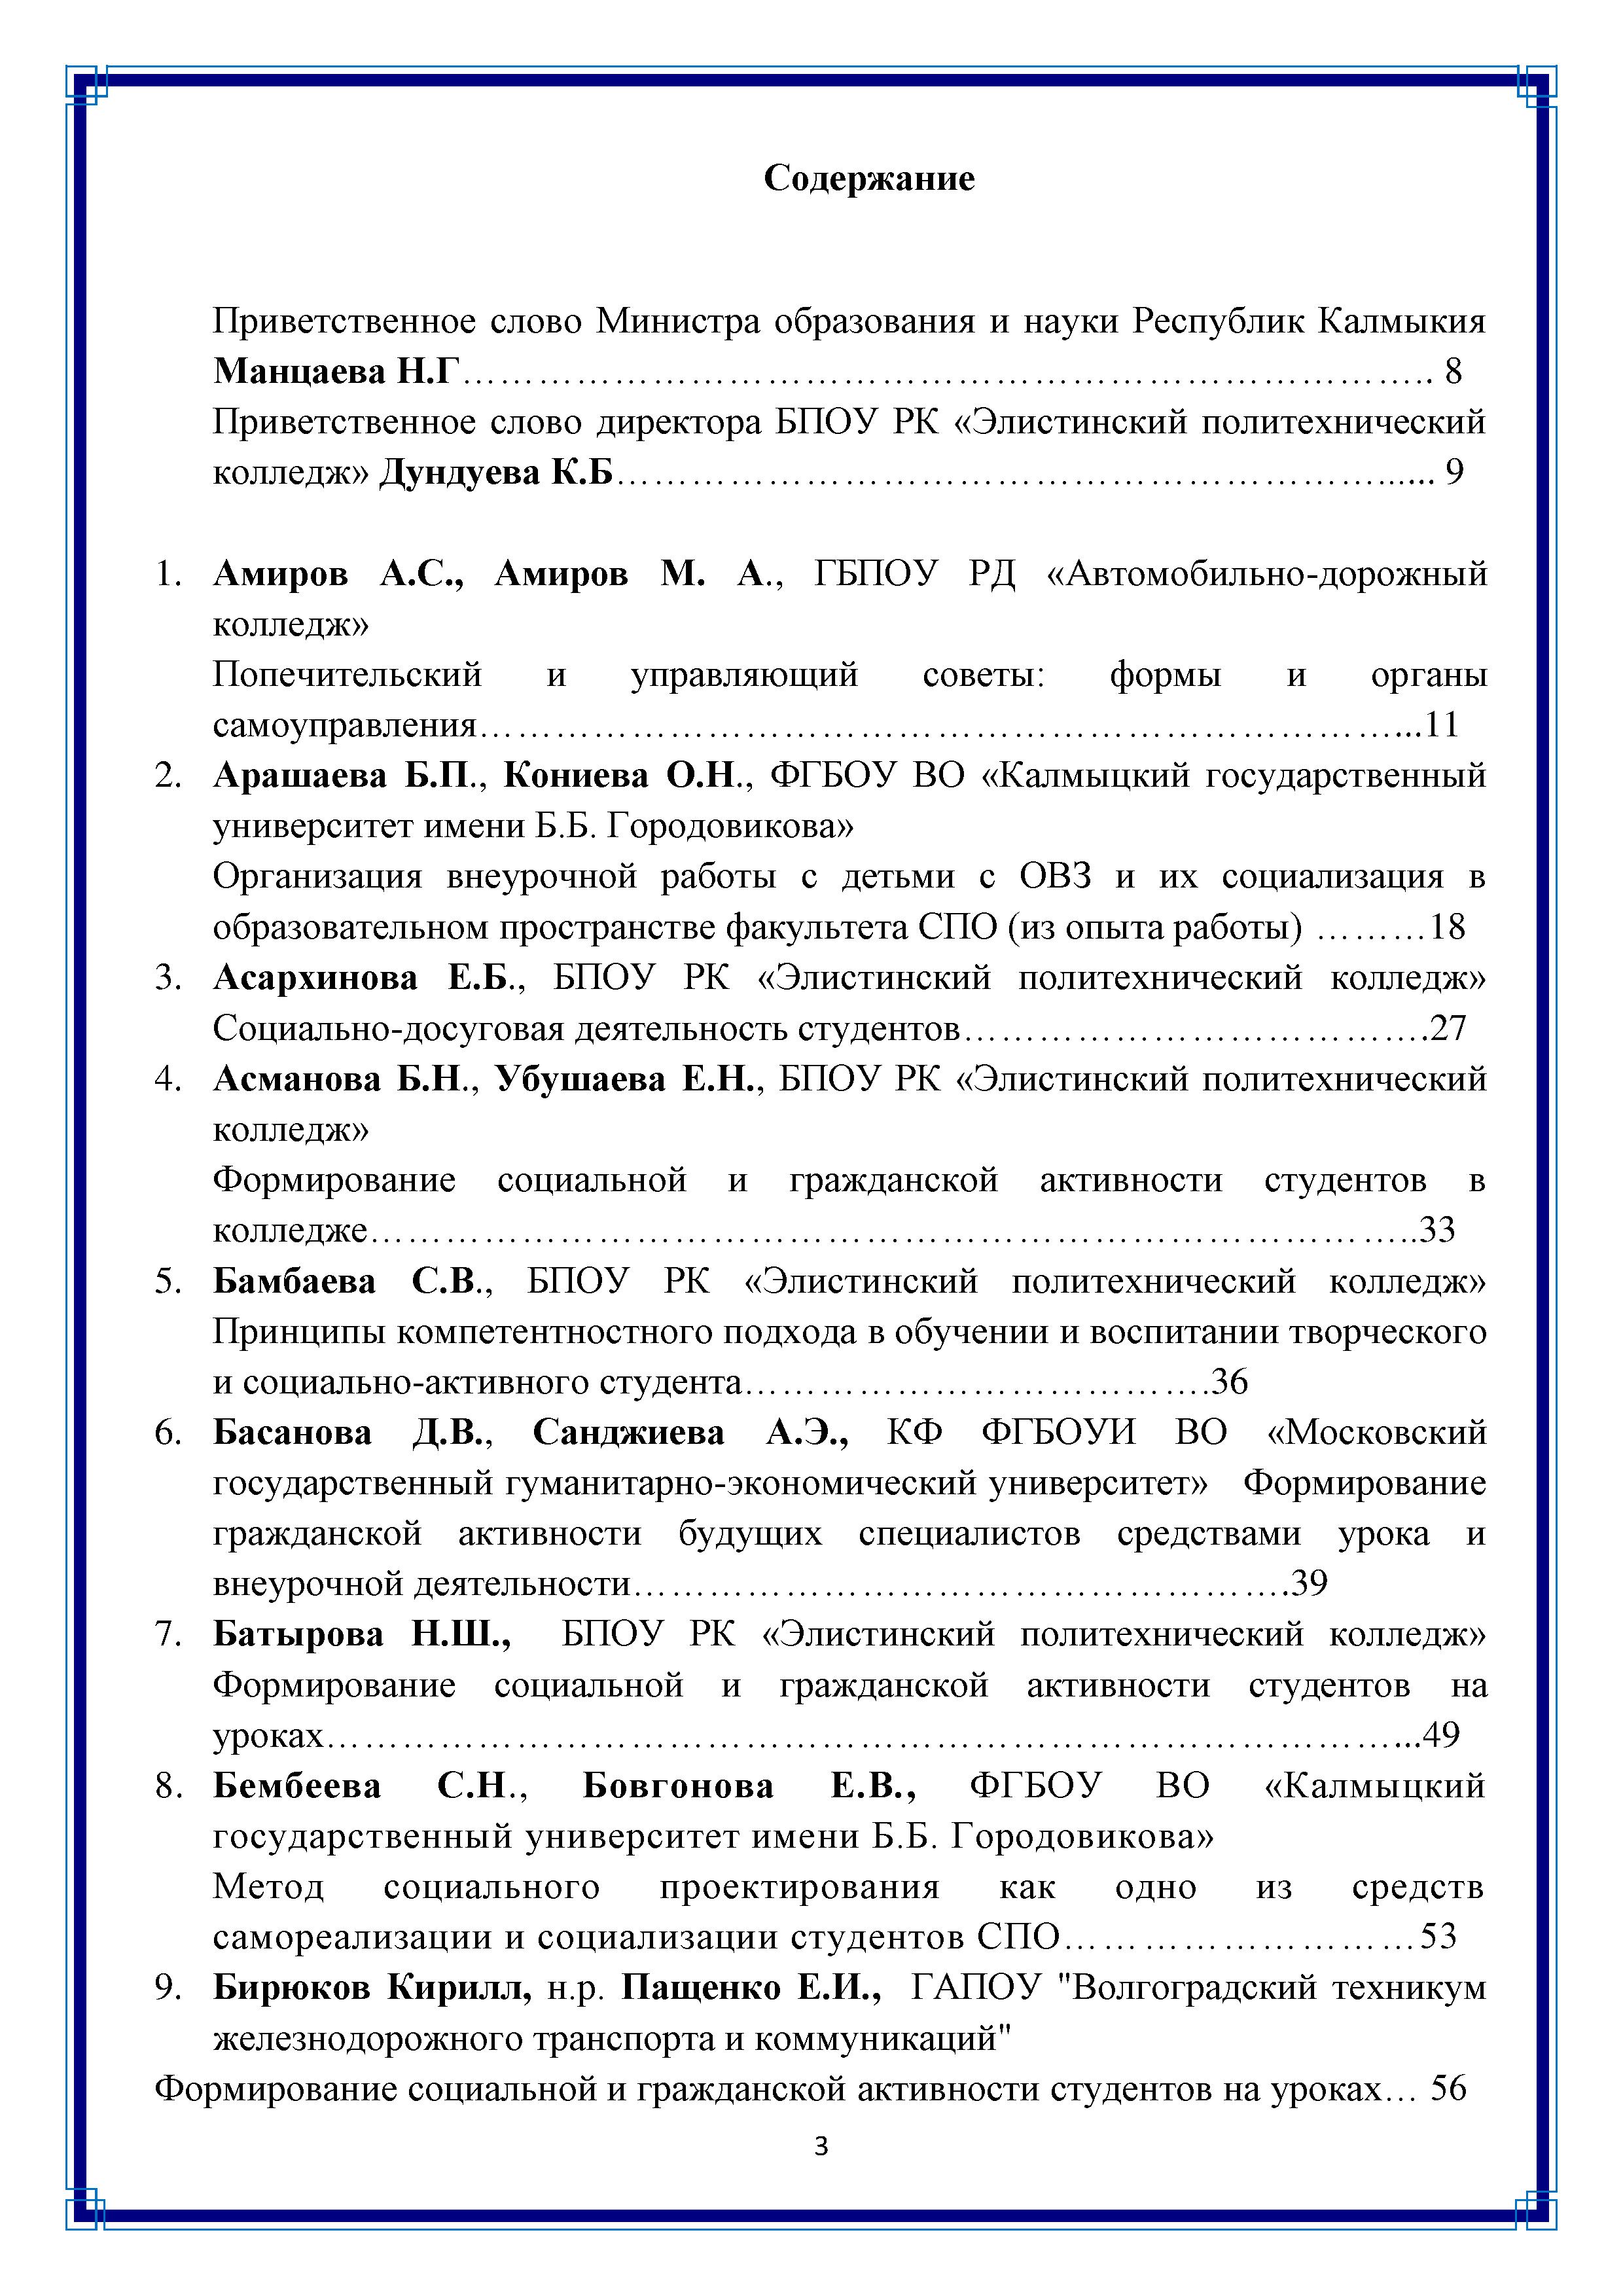 Содержание
Приветственное слово Министра образования и науки Республик Калмыкия
Манцаева Н.Г……………………………………………………………….. 8
Приветственное слово директора БПОУ РК «Элистинский политехнический
колледж» Дундуева К.Б…………………………………………………….... 9
1. Амиров А.С., Амиров М. А., ГБПОУ РД «Автомобильно-дорожный
колледж»
Попечительский и управляющий советы: формы и органы
самоуправления………………………………………………………………...11
2. Арашаева Б.П., Кониева О.Н., ФГБОУ ВО «Калмыцкий государственный
университет имени Б.Б. Городовикова»
Организация внеурочной работы с детьми с ОВЗ и их социализация в
образовательном пространстве факультета СПО (из опыта работы) ………18
3. Асархинова Е.Б., БПОУ РК «Элистинский политехнический колледж»
Социально-досуговая деятельность студентов……………………………….27
4. Асманова Б.Н., Убушаева Е.Н., БПОУ РК «Элистинский политехнический
колледж»
Формирование социальной и гражданской активности студентов в
колледже………………………………………………………………………..33
5. Бамбаева С.В., БПОУ РК «Элистинский политехнический колледж»
Принципы компетентностного подхода в обучении и воспитании творческого
и социально-активного студента……………………………….36
6. Басанова Д.В., Санджиева А.Э., КФ ФГБОУИ ВО «Московский
государственный гуманитарно-экономический университет» Формирование
гражданской активности будущих специалистов средствами урока и
внеурочной деятельности…………………………………………….39
7. Батырова Н.Ш., БПОУ РК «Элистинский политехнический колледж»
Формирование социальной и гражданской активности студентов на
уроках…………………………………………………………………………...49
8. Бембеева С.Н., Бовгонова Е.В., ФГБОУ ВО «Калмыцкий
государственный университет имени Б.Б. Городовикова»
Метод социального проектирования как одно из средств
самореализации и социализации студентов СПО………………………53
9. Бирюков Кирилл, н.р. Пащенко Е.И., ГАПОУ "Волгоградский техникум
железнодорожного транспорта и коммуникаций"
Формирование социальной и гражданской активности студентов на уроках… 56
3